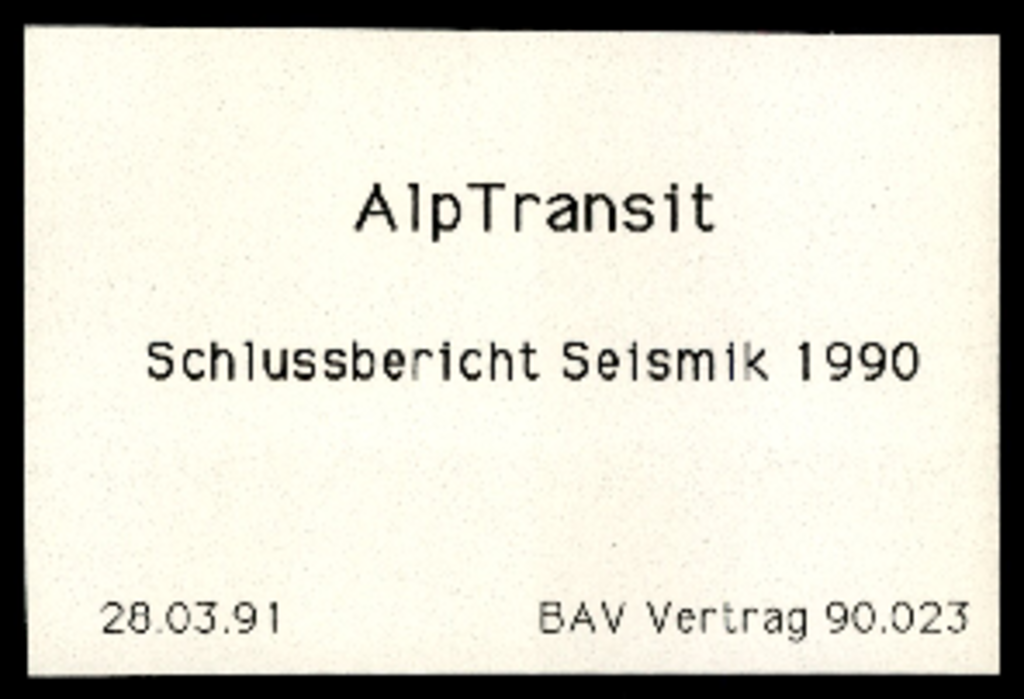 AlpTransit
Schlussbericht Seismik 1990
28.03.91 BAV Vertrag 90.023